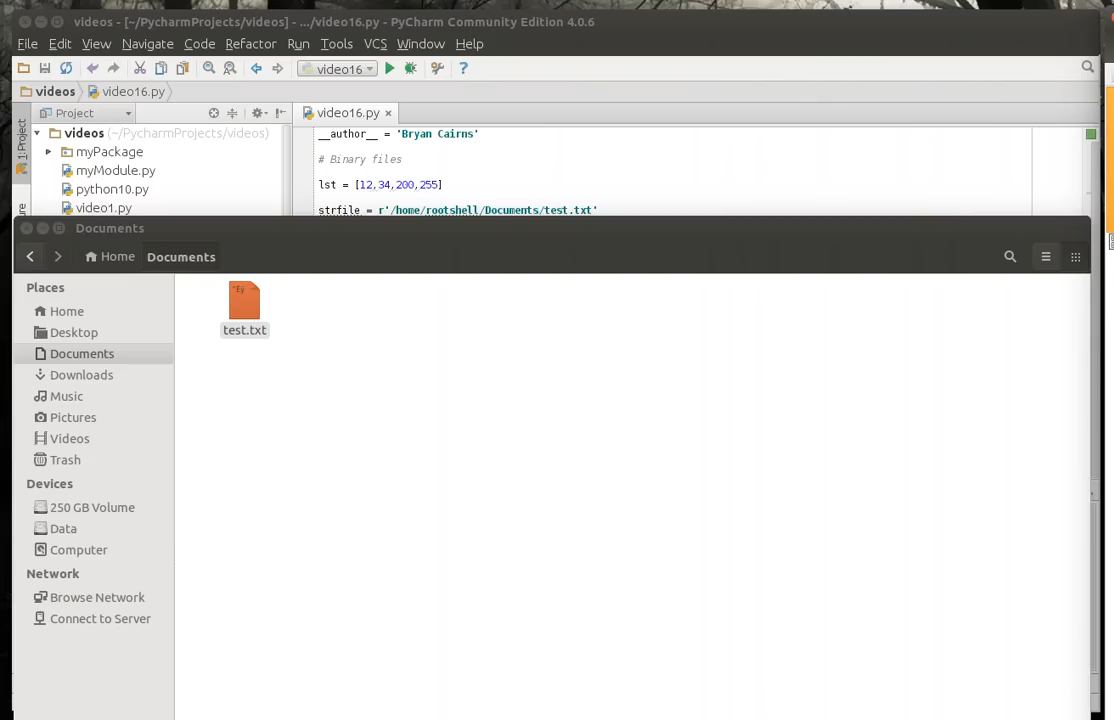 videos - [~/PycharmProjects/videos] - .../video16.py - PyCharm Community Edition 4.0.6
File Edit View Navigate Code Refactor Run Tools VCS Window Help
video16
videos video16.py
Project video16.py
1: Project
videos (~/PycharmProjects/videos)
myPackage
myModule.py
python10.py
video1.py
__author__ = 'Bryan Cairns'
# Binary files
lst = [12,34,200,255]
strfile = r'/home/rootshell/Documents/test.txt'
Documents
Home Documents
Places
Home
Desktop
Documents
Downloads
Music
Pictures
Videos
Trash
Devices
250 GB Volume
Data
Computer
Network
Browse Network
Connect to Server
test.txt